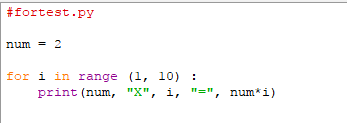 #fortest.py
num = 2
for i in range (1, 10) :
    print(num, "X", i, "=", num*i)